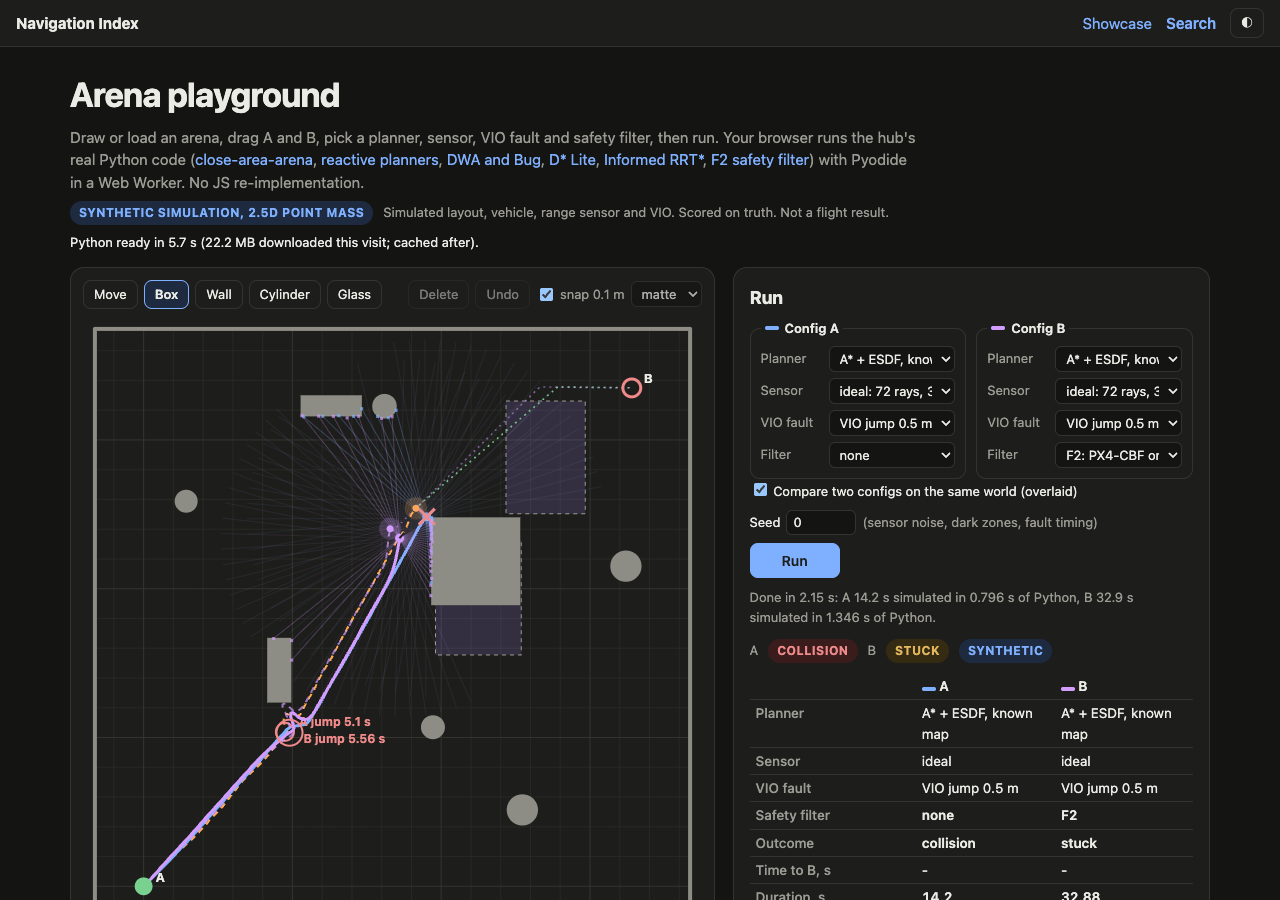 Navigation Index
Showcase Search
Arena playground
Draw or load an arena, drag A and B, pick a planner, sensor, VIO fault and safety filter, then run. Your browser runs the hub's
real Python code (close-area-arena, reactive planners, DWA and Bug, D* Lite, Informed RRT*, F2 safety filter) with Pyodide
in a Web Worker. No JS re-implementation.
SYNTHETIC SIMULATION, 2.5D POINT MASS Simulated layout, vehicle, range sensor and VIO. Scored on truth. Not a flight result.
Python ready in 5.7 s (22.2 MB downloaded this visit; cached after).
Move Box Wall Cylinder Glass Delete Undo snap 0.1 m matte
B
jump 5.1 s
B jump 5.56 s
A
Run
Config A
Planner A* + ESDF, know
Sensor ideal: 72 rays, 3
VIO fault VIO jump 0.5 m
Filter none
Config B
Planner A* + ESDF, know
Sensor ideal: 72 rays, 3
VIO fault VIO jump 0.5 m
Filter F2: PX4-CBF or
Compare two configs on the same world (overlaid)
Seed 0 (sensor noise, dark zones, fault timing)
Run
Done in 2.15 s: A 14.2 s simulated in 0.796 s of Python, B 32.9 s
simulated in 1.346 s of Python.
A COLLISION B STUCK SYNTHETIC
A B
Planner A* + ESDF, known map A* + ESDF, known map
Sensor ideal ideal
VIO fault VIO jump 0.5 m VIO jump 0.5 m
Safety filter none F2
Outcome collision stuck
Time to B, s - -
Duration, s 14.2 32.88